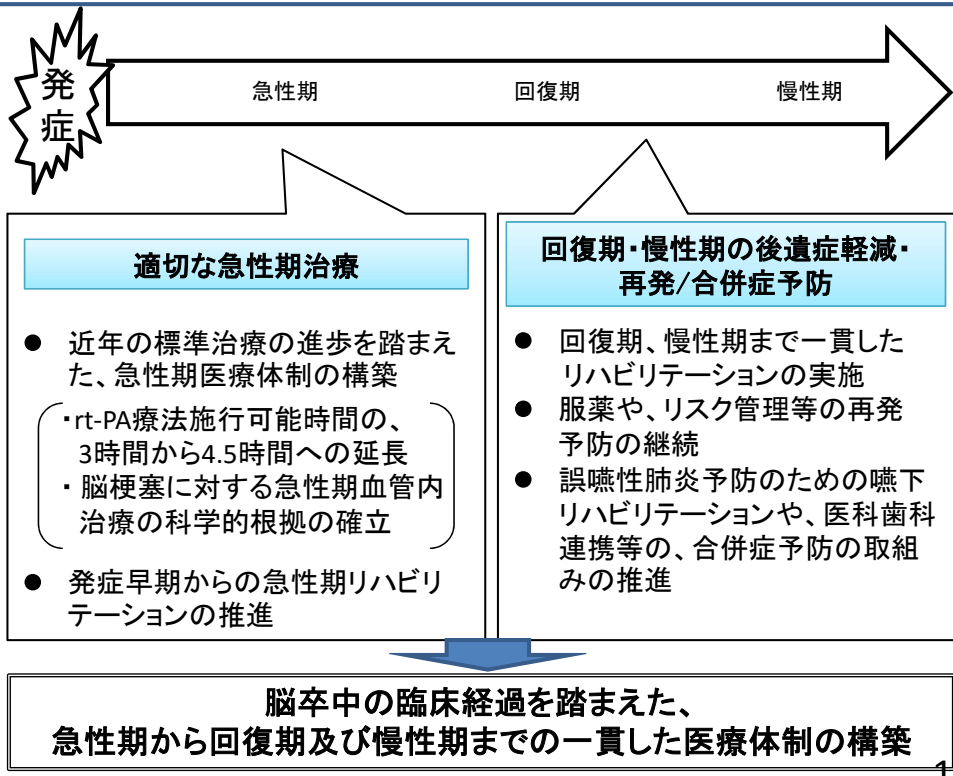 発
症
急性期
回復期
慢性期
適切な急性期治療
● 近年の標準治療の進歩を踏まえ
た、急性期医療体制の構築
・rt-PA療法施行可能時間の、
3時間から4.5時間への延長
・ 脳梗塞に対する急性期血管内
治療の科学的根拠の確立
● 発症早期からの急性期リハビリ
テーションの推進
回復期・慢性期の後遺症軽減・
再発/合併症予防
● 回復期、慢性期まで一貫した
リハビリテーションの実施
● 服薬や、リスク管理等の再発
予防の継続
● 誤嚥性肺炎予防のための嚥下
リハビリテーションや、医科歯科
連携等の、合併症予防の取組
みの推進
脳卒中の臨床経過を踏まえた、
急性期から回復期及び慢性期までの一貫した医療体制の構築
1